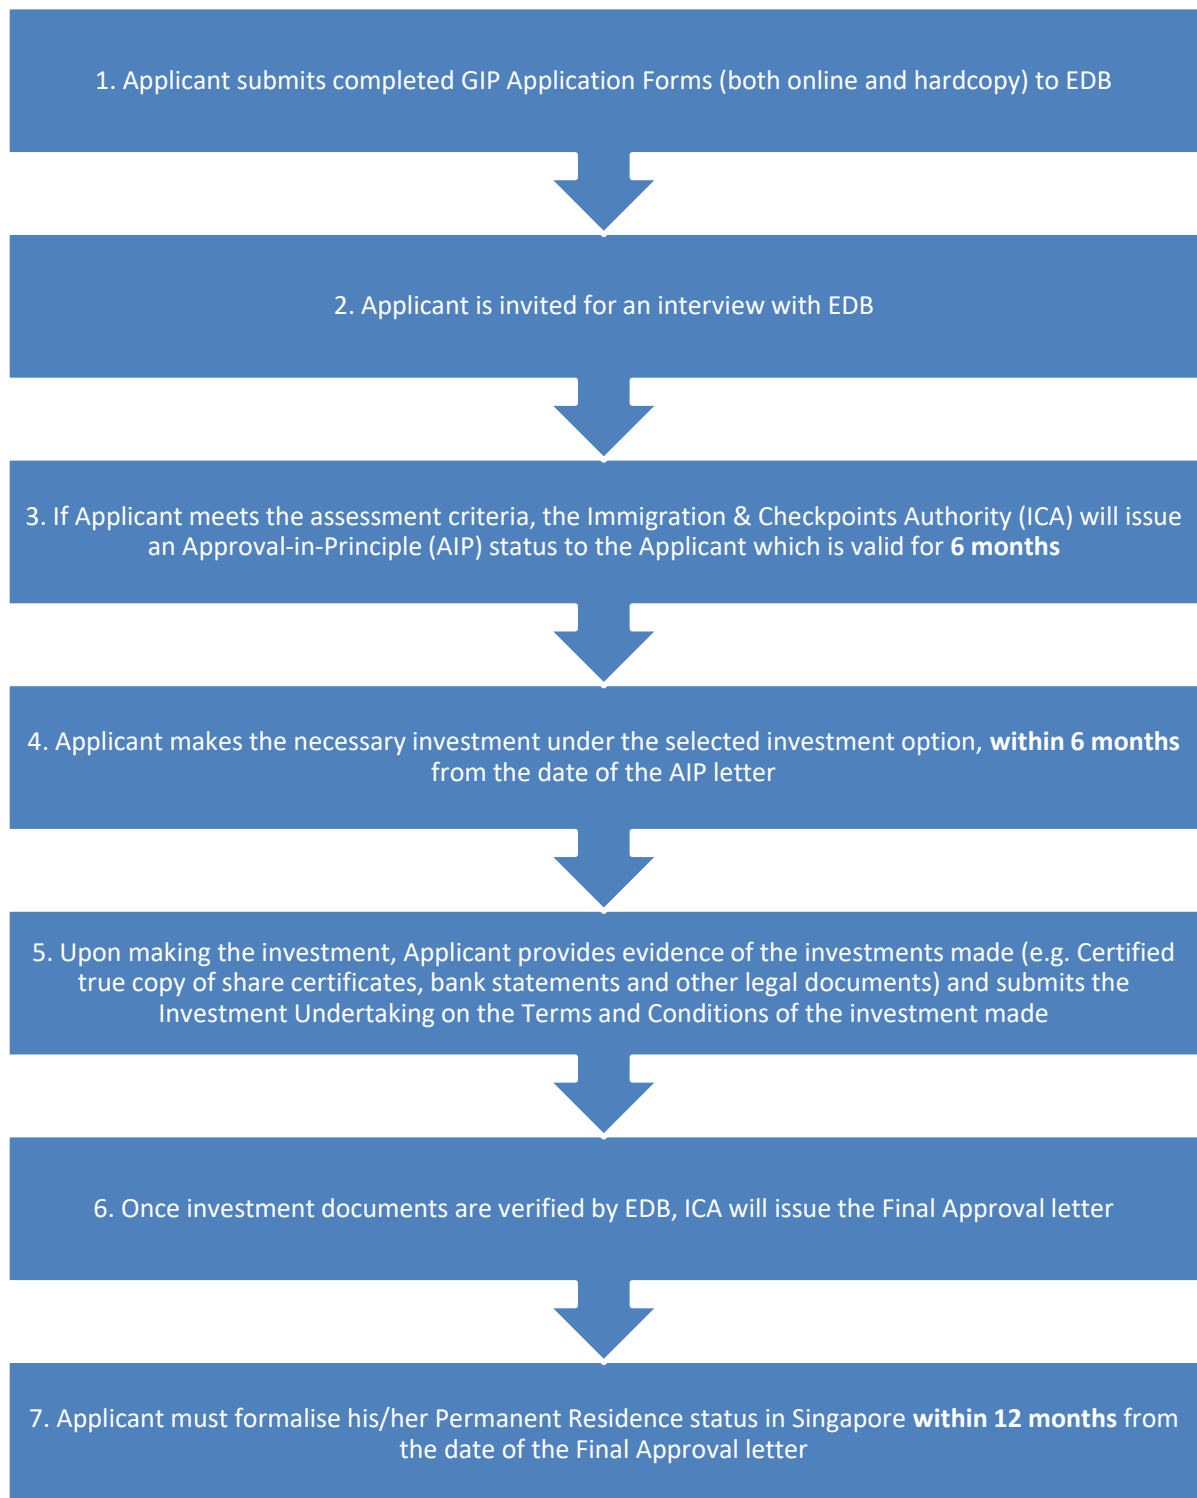 1. Applicant submits completed GIP Application Forms (both online and hardcopy) to EDB
2. Applicant is invited for an interview with EDB
3. If Applicant meets the assessment criteria, the Immigration & Checkpoints Authority (ICA) will issue
an Approval-in-Principle (AIP) status to the Applicant which is valid for 6 months
4. Applicant makes the necessary investment under the selected investment option, within 6 months
from the date of the AIP letter
5. Upon making the investment, Applicant provides evidence of the investments made (e.g. Certified
true copy of share certificates, bank statements and other legal documents) and submits the
Investment Undertaking on the Terms and Conditions of the investment made
6. Once investment documents are verified by EDB, ICA will issue the Final Approval letter
7. Applicant must formalise his/her Permanent Residence status in Singapore within 12 months from
the date of the Final Approval letter